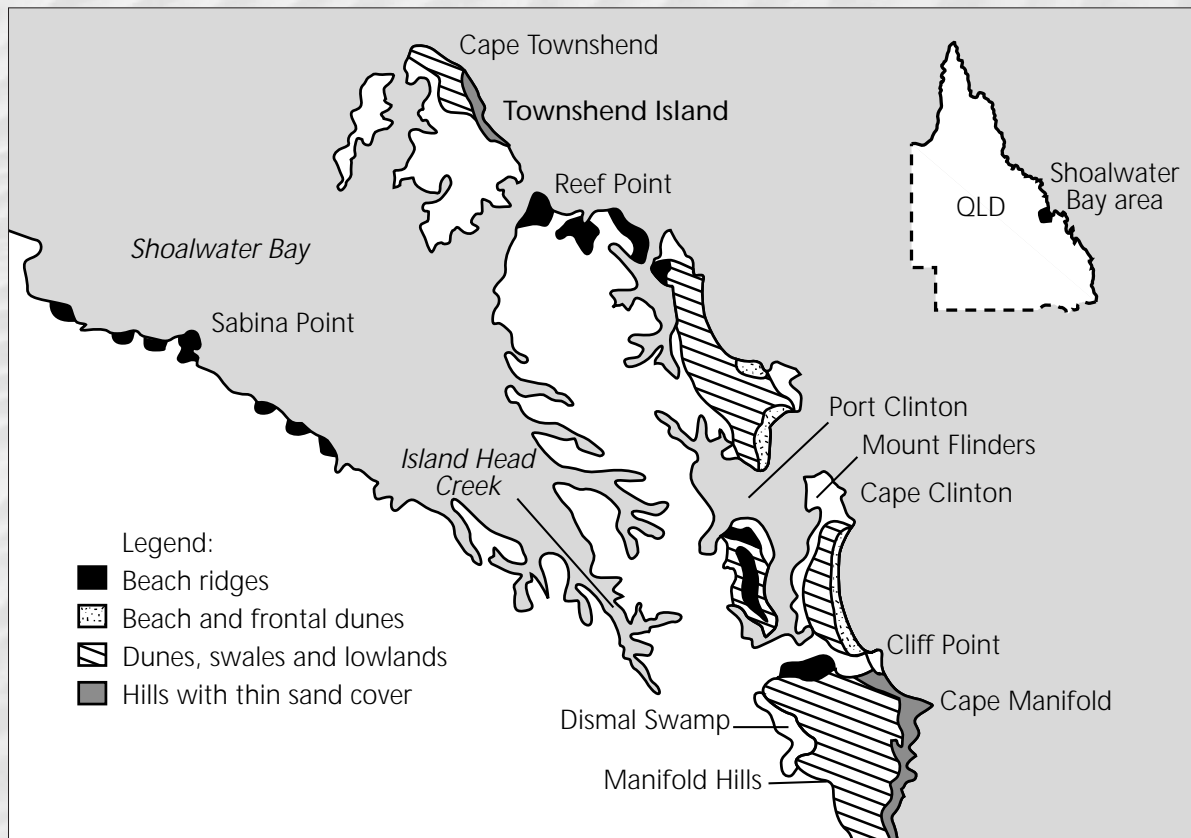 Cape Townshend
Townshend Island
Reef Point
Shoalwater Bay
Sabina Point
QLD
Shoalwater
Bay area
Port Clinton
Mount Flinders
Cape Clinton
Island Head
Creek
Legend:
Beach ridges
Beach and frontal dunes
Dunes, swales and lowlands
Hills with thin sand cover
Cliff Point
Cape Manifold
Dismal Swamp
Manifold Hills